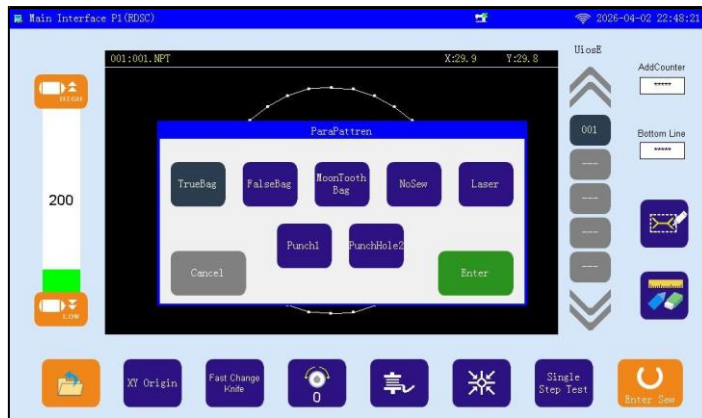 Main Interface P1(RDSC)
2026-04-02 22:48:21
001:001.NPT
X:29.9
Y:29.8
UiosE
AddCounter
*****
HIGH
ParaPattren
001
Bottom Line
*****
TrueBag
FalseBag
MoonTooth
Bag
NoSew
Laser
---
200
---
Punch1
PunchHole2
---
Cancel
Enter
---
LOW
XY Origin
Fast Change
Knife
0
Single
Step Test
Enter Sew